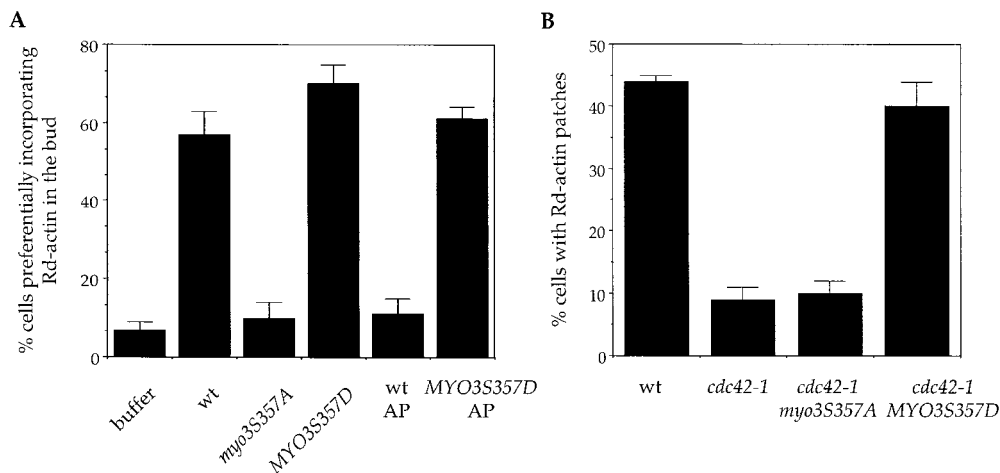 A
% cells preferentially incorporating
Rd-actin in the bud
80
60
40
20
0
buffer
wt
myo3S357A
MYO3S357D
wt
AP
MYO3S357D
AP
B
% cells with Rd-actin patches
50
40
30
20
10
0
wt
cdc42-1
cdc42-1
myo3S357A
cdc42-1
MYO3S357D